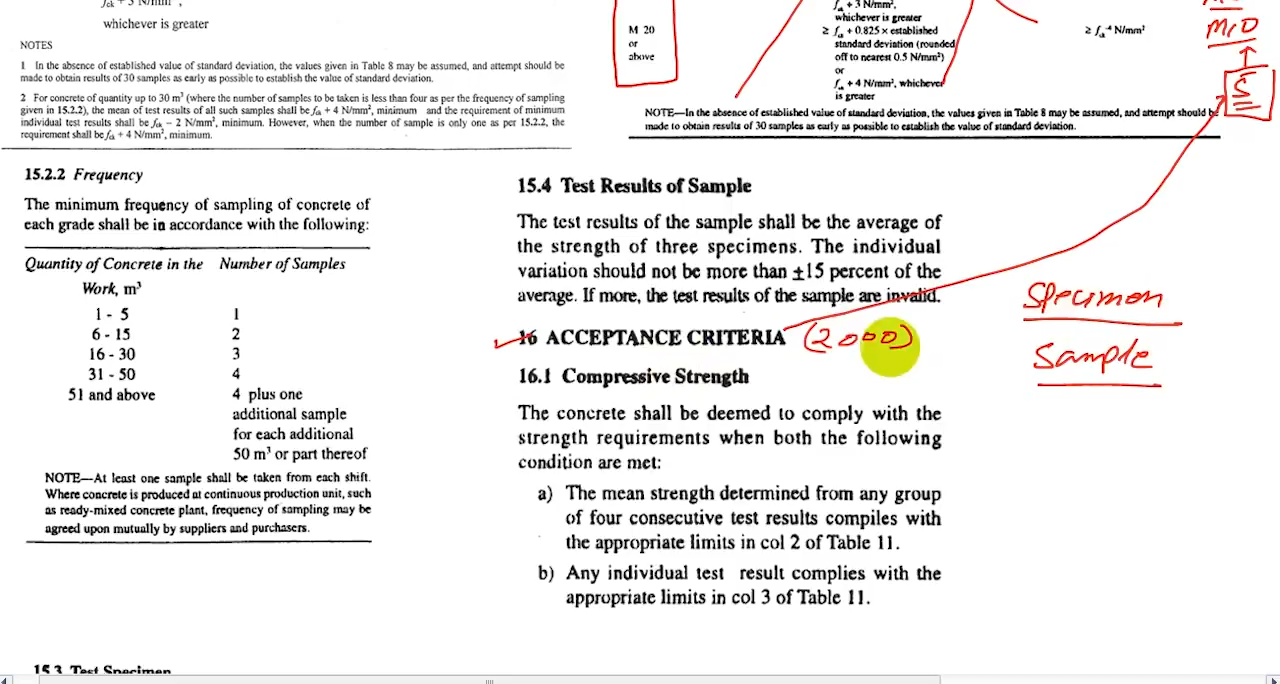 whichever is greater
NOTES
1 In the absence of established value of standard deviation, the values given in Table 8 may be assumed, and attempt should be
made to obtain results of 30 samples as early as possible to establish the value of standard deviation.
2 For concrete of quantity up to 30 m³ (where the number of samples to be taken is less than four as per the frequency of sampling
given in 15.2.2), the mean of test results of all such samples shall be fck + 4 N/mm², minimum and the requirement of minimum
individual test results shall be fck – 2 N/mm², minimum. However, when the number of sample is only one as per 15.2.2, the
requirement shall be fck + 4 N/mm², minimum.
M 20
or
above
fck + 3 N/mm²,
whichever is greater
≥ fck + 0.825 x established
standard deviation (rounded
off to nearest 0.5 N/mm²)
or
fck + 4 N/mm², whichever
is greater
≥ fck-4 N/mm²
M10
S
NOTE—In the absence of established value of standard deviation, the values given in Table 8 may be assumed, and attempt should be
made to obtain results of 30 samples as early as possible to establish the value of standard deviation.
15.2.2 Frequency
The minimum frequency of sampling of concrete of
each grade shall be in accordance with the following:
Quantity of Concrete in the Number of Samples
Work, m³
1 - 5 1
6 - 15 2
16 - 30 3
31 - 50 4
51 and above 4 plus one
additional sample
for each additional
50 m³ or part thereof
NOTE—At least one sample shall be taken from each shift.
Where concrete is produced at continuous production unit, such
as ready-mixed concrete plant, frequency of sampling may be
agreed upon mutually by suppliers and purchasers.
15.3 Test Specimen
15.4 Test Results of Sample
The test results of the sample shall be the average of
the strength of three specimens. The individual
variation should not be more than ±15 percent of the
average. If more, the test results of the sample are invalid.
16 ACCEPTANCE CRITERIA (2000)
16.1 Compressive Strength
The concrete shall be deemed to comply with the
strength requirements when both the following
condition are met:
a) The mean strength determined from any group
of four consecutive test results compiles with
the appropriate limits in col 2 of Table 11.
b) Any individual test result complies with the
appropriate limits in col 3 of Table 11.
Specimen
Sample